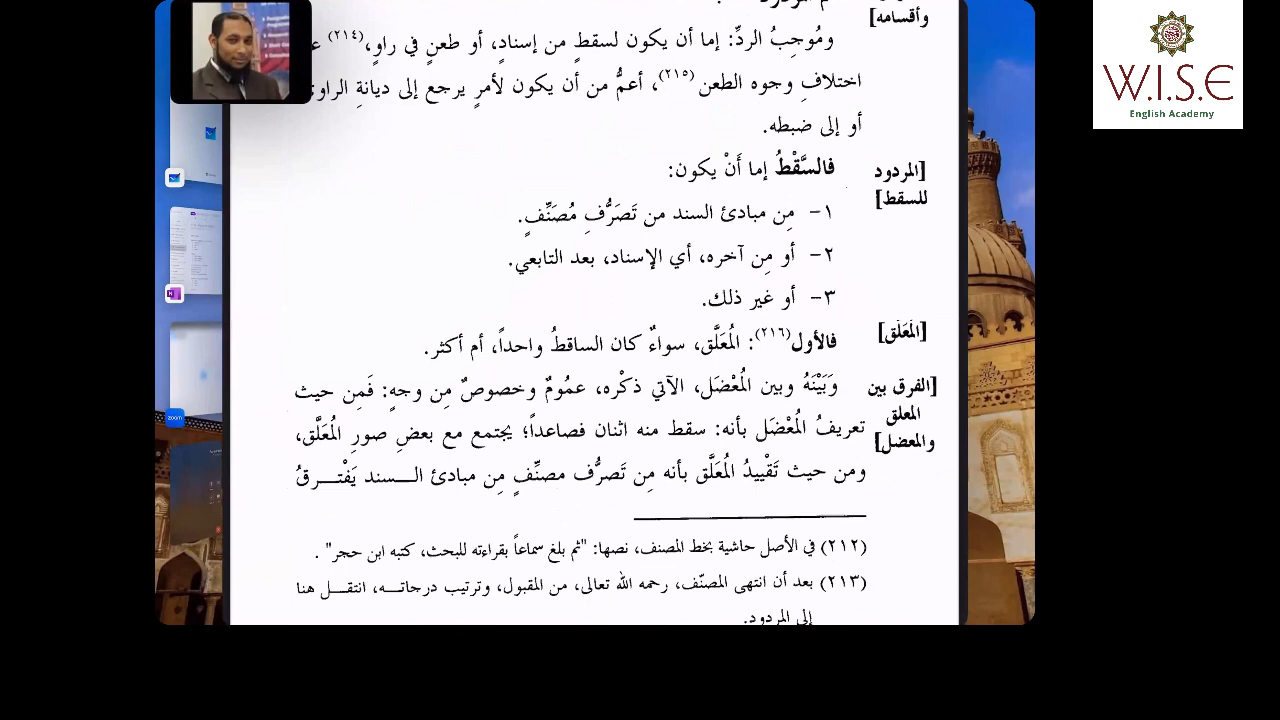 وأقسامه]
ومُوجِبُ الردِّ: إما أن يكون لسقطٍ من إسنادٍ، أو طعنٍ في راوٍ،(٢١٤)
اختلافِ وجوه الطعن(٢١٥)، أعمُّ من أن يكون لأمرٍ يرجع إلى ديانةِ الراوي
أو إلى ضبطه.
[المردود للسقط]
فالسَّقْطُ إما أَنْ يكون:
١- مِن مبادئ السند من تَصَرُّفِ مُصَنِّفٍ.
٢- أو مِن آخره، أي الإسناد، بعد التابعي.
٣- أو غير ذلك.
[المُعَلَّق]
فالأول(٢١٦): المُعَلَّق، سواءٌ كان الساقطُ واحداً، أم أكثر.
[الفرق بين المعلق والمعضل]
وَبَيْنَهُ وبين المُعْضَل، الآتي ذكْره، عمُومٌ وخصوصٌ مِن وجهٍ: فَمِن حيث
تعريفُ المُعْضَل بأنه: سقط منه اثنان فصاعداً؛ يجتمع مع بعضِ صورِ المُعَلَّق،
ومن حيث تَقْييدُ المُعَلَّق بأنه مِن تَصَرُّف مصنِّفٍ مِن مبادئ السند يَفْترقُ
(٢١٢) في الأصل حاشية بخط المصنف، نصها: "ثم بلغ سماعاً بقراءته للبحث، كتبه ابن حجر" .
(٢١٣) بعد أن انتهى المصنّف، رحمه الله تعالى، من المقبول، وترتيب درجاته، انتقل هنا
إلى المردود.
W.I.S.E
English Academy
zoom